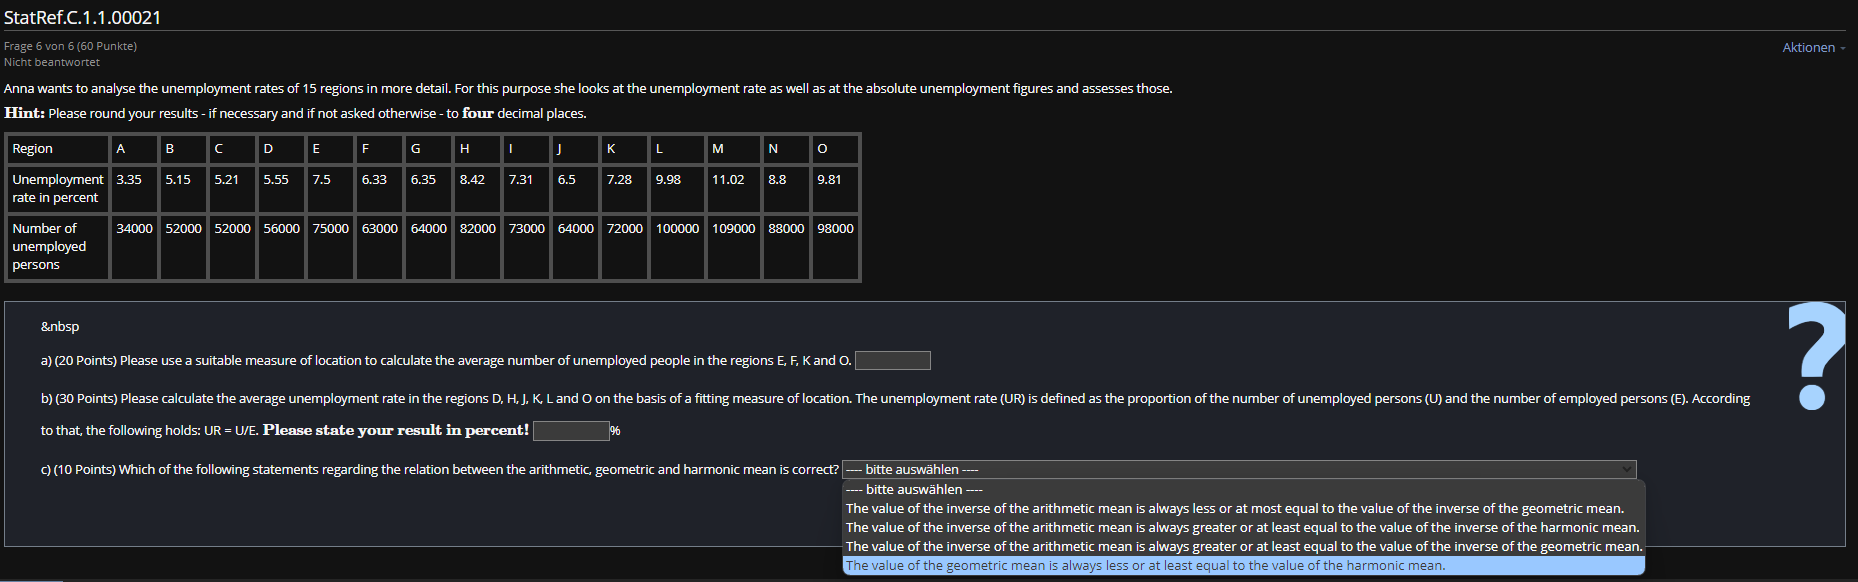 StatRef.C.1.1.00021
Frage 6 von 6 (60 Punkte)
Nicht beantwortet
Aktionen
Anna wants to analyse the unemployment rates of 15 regions in more detail. For this purpose she looks at the unemployment rate as well as at the absolute unemployment figures and assesses those.
Hint: Please round your results - if necessary and if not asked otherwise - to four decimal places.
Region A B C D E F G H I J K L M N O
Unemployment rate in percent 3.35 5.15 5.21 5.55 7.5 6.33 6.35 8.42 7.31 6.5 7.28 9.98 11.02 8.8 9.81
Number of unemployed persons 34000 52000 52000 56000 75000 63000 64000 82000 73000 64000 72000 100000 109000 88000 98000
&nbsp
?
a) (20 Points) Please use a suitable measure of location to calculate the average number of unemployed people in the regions E, F, K and O.
b) (30 Points) Please calculate the average unemployment rate in the regions D, H, J, K, L and O on the basis of a fitting measure of location. The unemployment rate (UR) is defined as the proportion of the number of unemployed persons (U) and the number of employed persons (E). According
to that, the following holds: UR = U/E. Please state your result in percent! %
c) (10 Points) Which of the following statements regarding the relation between the arithmetic, geometric and harmonic mean is correct? ---- bitte auswählen ----
---- bitte auswählen ----
The value of the inverse of the arithmetic mean is always less or at most equal to the value of the inverse of the geometric mean.
The value of the inverse of the arithmetic mean is always greater or at least equal to the value of the inverse of the harmonic mean.
The value of the inverse of the arithmetic mean is always greater or at least equal to the value of the inverse of the geometric mean.
The value of the geometric mean is always less or at least equal to the value of the harmonic mean.